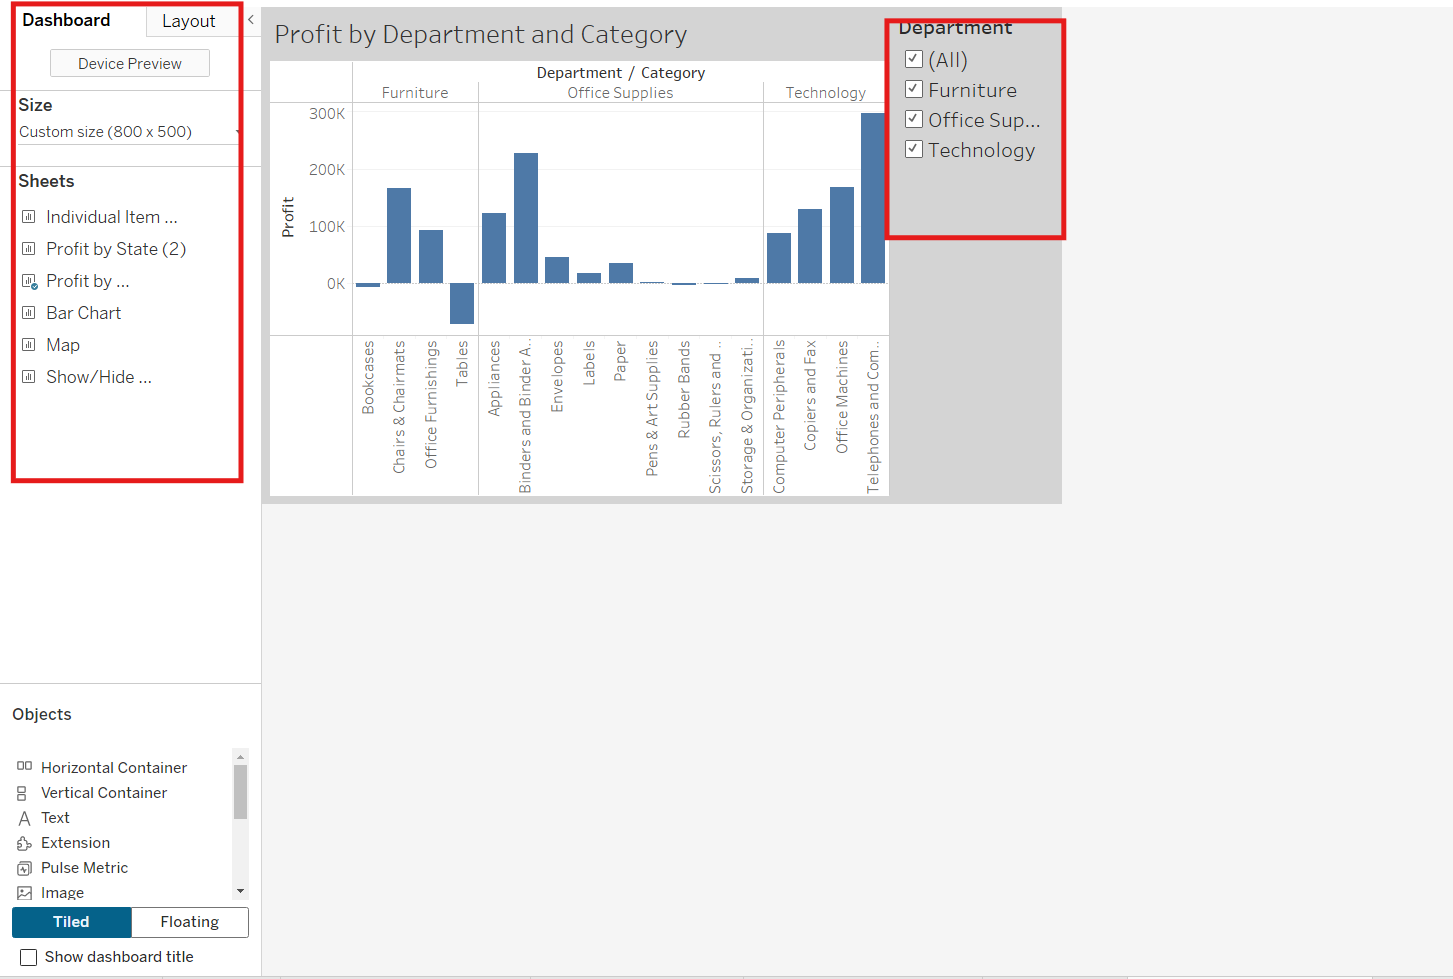 Dashboard
Layout
<
Device Preview
Size
Custom size (800 x 500)
Sheets
Individual Item ...
Profit by State (2)
Profit by ...
Bar Chart
Map
Show/Hide ...
Objects
Horizontal Container
Vertical Container
A Text
Extension
Pulse Metric
Image
Tiled
Floating
Show dashboard title
Profit by Department and Category
Department / Category
Furniture
Office Supplies
Technology
Profit
300K
200K
100K
0K
Bookcases
Chairs & Chairmats
Office Furnishings
Tables
Appliances
Binders and Binder A..
Envelopes
Labels
Paper
Pens & Art Supplies
Rubber Bands
Scissors, Rulers and ..
Storage & Organizati..
Computer Peripherals
Copiers and Fax
Office Machines
Telephones and Com..
Department
(All)
Furniture
Office Sup...
Technology